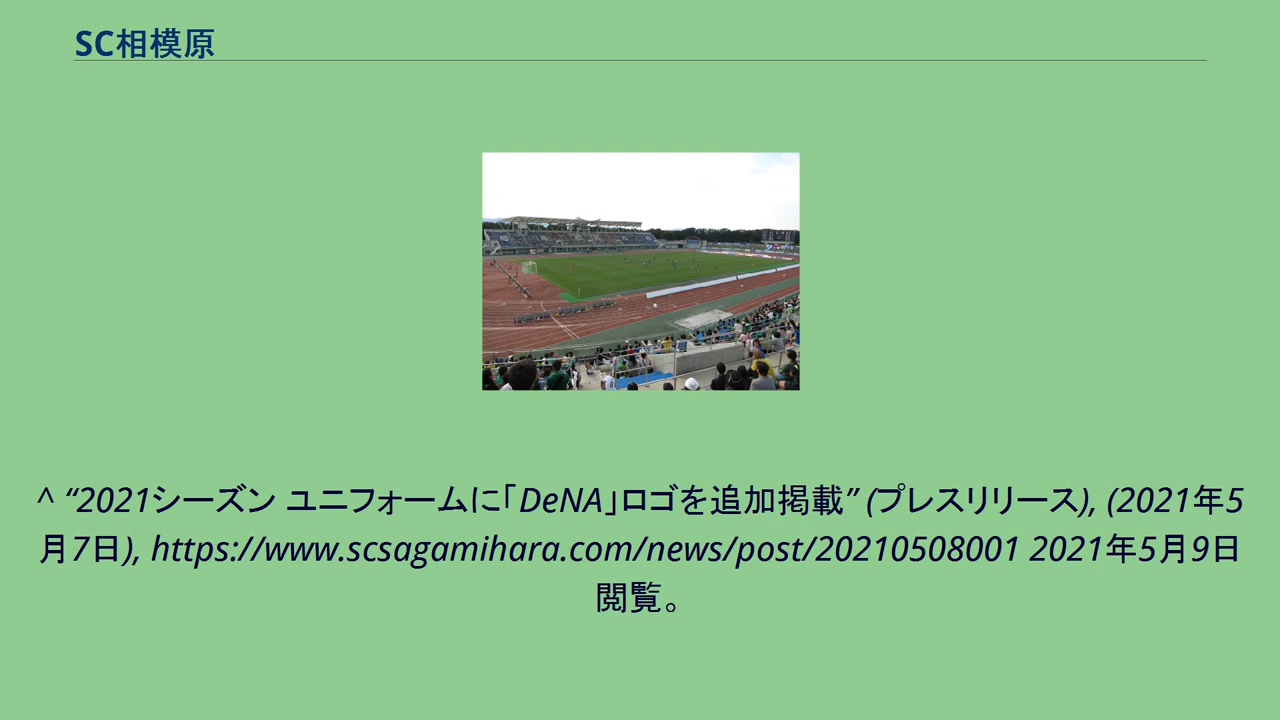 SC相模原
^ “2021シーズン ユニフォームに「DeNA」ロゴを追加掲載” (プレスリリース), (2021年5
月7日), https://www.scsagamihara.com/news/post/20210508001 2021年5月9日
閲覧。